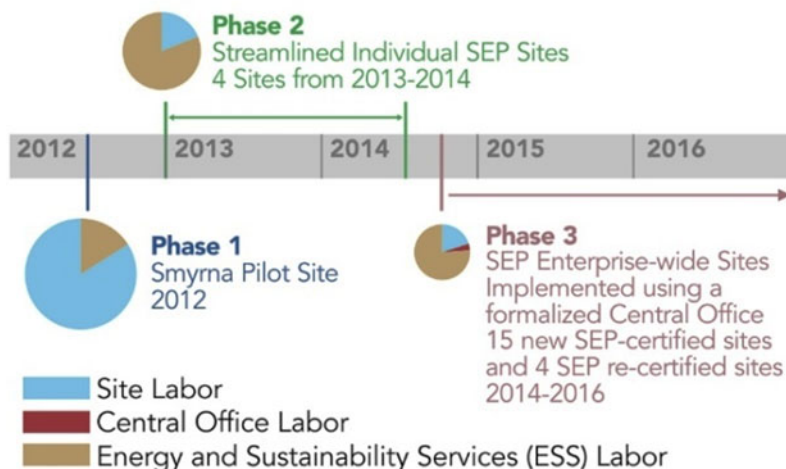 Phase 2
Streamlined Individual SEP Sites
4 Sites from 2013-2014
2012 2013 2014 2015 2016
Phase 1
Smyrna Pilot Site
2012
Phase 3
SEP Enterprise-wide Sites
Implemented using a
formalized Central Office
15 new SEP-certified sites
and 4 SEP re-certified sites
2014-2016
Site Labor
Central Office Labor
Energy and Sustainability Services (ESS) Labor